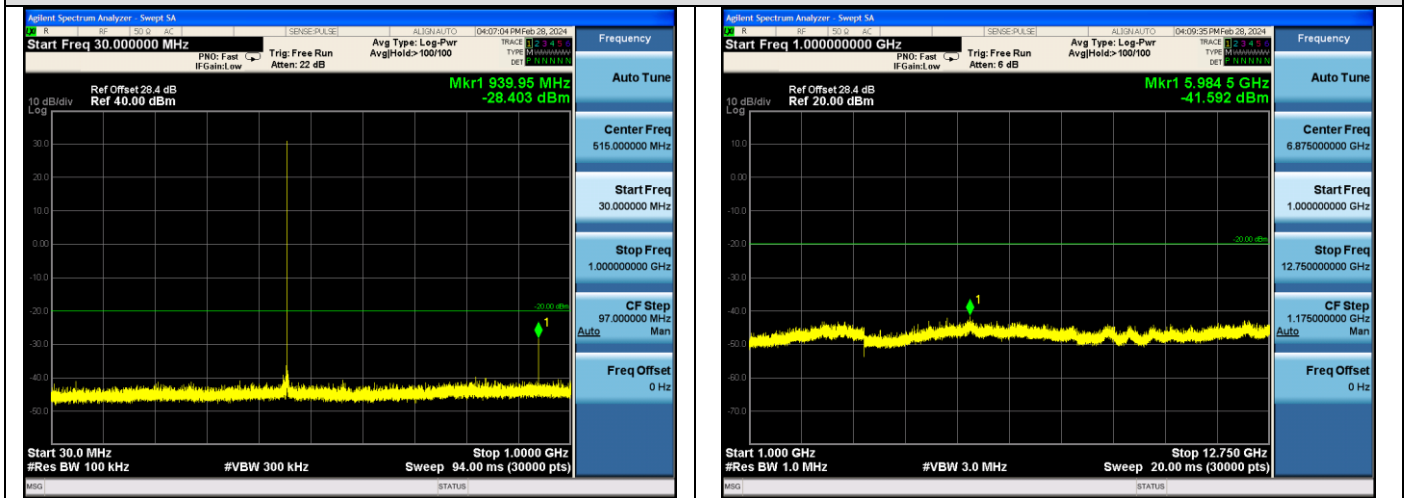 Agilent Spectrum Analyzer - Swept SA
R RF 50 Ω AC SENSE:PULSE ALIGNAUTO 04:07:04 PM Feb 28, 2024
Start Freq 30.000000 MHz
PNO: Fast
IFGain:Low
Trig: Free Run
Atten: 22 dB
Avg Type: Log-Pwr
Avg|Hold:>100/100
TRACE 1 2 3 4 5 6
TYPE M
DET P N N N N N
Ref Offset 28.4 dB
Ref 40.00 dBm
10 dB/div
Log
Mkr1 939.95 MHz
-28.403 dBm
30.0
20.0
10.0
0.00
-10.0
-20.0
-30.0
-40.0
-50.0
-20.00 dBm
1
Start 30.0 MHz
#Res BW 100 kHz
#VBW 300 kHz
Stop 1.0000 GHz
Sweep 94.00 ms (30000 pts)
MSG
STATUS
Frequency
Auto Tune
Center Freq
515.000000 MHz
Start Freq
30.000000 MHz
Stop Freq
1.000000000 GHz
CF Step
97.000000 MHz
Auto Man
Freq Offset
0 Hz
Agilent Spectrum Analyzer - Swept SA
R RF 50 Ω AC SENSE:PULSE ALIGNAUTO 04:09:35 PM Feb 28, 2024
Start Freq 1.000000000 GHz
PNO: Fast
IFGain:Low
Trig: Free Run
Atten: 6 dB
Avg Type: Log-Pwr
Avg|Hold:>100/100
TRACE 1 2 3 4 5 6
TYPE M
DET P N N N N N
Ref Offset 28.4 dB
Ref 20.00 dBm
10 dB/div
Log
Mkr1 5.984 5 GHz
-41.592 dBm
10.0
0.00
-10.0
-20.0
-30.0
-40.0
-50.0
-60.0
-70.0
-20.00 dBm
1
Start 1.000 GHz
#Res BW 1.0 MHz
#VBW 3.0 MHz
Stop 12.750 GHz
Sweep 20.00 ms (30000 pts)
MSG
STATUS
Frequency
Auto Tune
Center Freq
6.875000000 GHz
Start Freq
1.000000000 GHz
Stop Freq
12.750000000 GHz
CF Step
1.175000000 GHz
Auto Man
Freq Offset
0 Hz